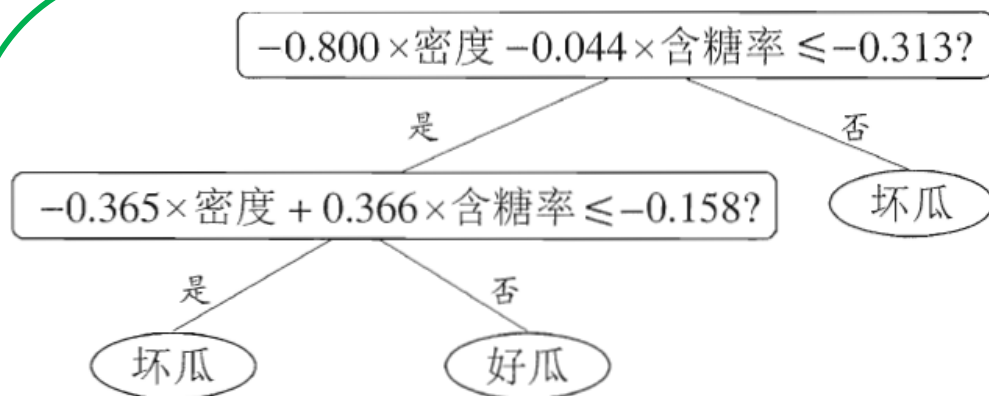 -0.800×密度 -0.044×含糖率 ≤-0.313?
是
否
-0.365×密度 + 0.366×含糖率≤-0.158?
坏瓜
是
否
坏瓜
好瓜